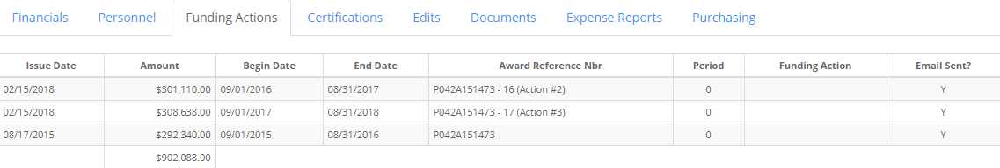 Financials Personnel Funding Actions Certifications Edits Documents Expense Reports Purchasing
Issue Date Amount Begin Date End Date Award Reference Nbr Period Funding Action Email Sent?
02/15/2018 $301,110.00 09/01/2016 08/31/2017 P042A151473 - 16 (Action #2) 0 Y
02/15/2018 $308,638.00 09/01/2017 08/31/2018 P042A151473 - 17 (Action #3) 0 Y
08/17/2015 $292,340.00 09/01/2015 08/31/2016 P042A151473 0 Y
$902,088.00